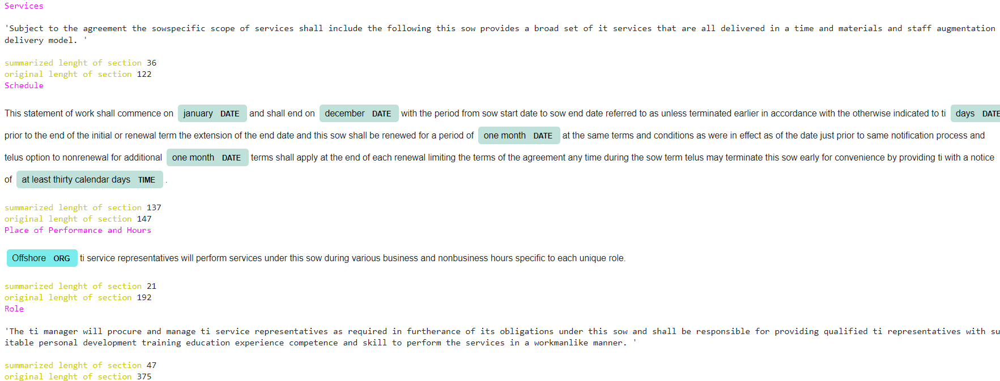 Services
'Subject to the agreement the sowspecific scope of services shall include the following this sow provides a broad set of it services that are all delivered in a time and materials and staff augmentation
delivery model. '
summarized lenght of section 36
original lenght of section 122
Schedule
This statement of work shall commence on january DATE and shall end on december DATE with the period from sow start date to sow end date referred to as unless terminated earlier in accordance with the otherwise indicated to ti days DATE
prior to the end of the initial or renewal term the extension of the end date and this sow shall be renewed for a period of one month DATE at the same terms and conditions as were in effect as of the date just prior to same notification process and
telus option to nonrenewal for additional one month DATE terms shall apply at the end of each renewal limiting the terms of the agreement any time during the sow term telus may terminate this sow early for convenience by providing ti with a notice
of at least thirty calendar days TIME .
summarized lenght of section 137
original lenght of section 147
Place of Performance and Hours
Offshore ORG ti service representatives will perform services under this sow during various business and nonbusiness hours specific to each unique role.
summarized lenght of section 21
original lenght of section 192
Role
'The ti manager will procure and manage ti service representatives as required in furtherance of its obligations under this sow and shall be responsible for providing qualified ti representatives with su
itable personal development training education experience competence and skill to perform the services in a workmanlike manner. '
summarized lenght of section 47
original lenght of section 375